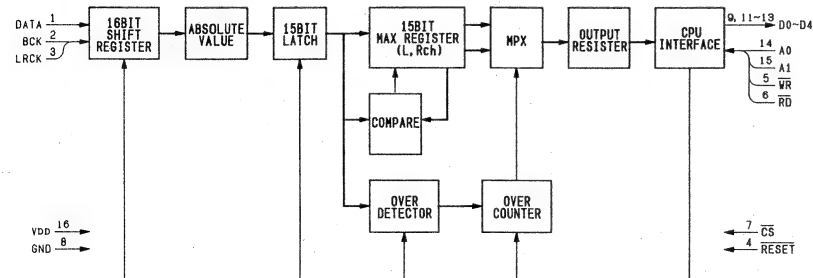 DATA 1
BCK 2
LRCK 3
16BIT
SHIFT
REGISTER
ABSOLUTE
VALUE
15BIT
LATCH
15BIT
MAX REGISTER
(L,Rch)
MPX
OUTPUT
RESISTER
CPU
INTERFACE
9, 11~13 D0~D4
14 A0
15 A1
5 WR
6 RD
COMPARE
OVER
DETECTOR
OVER
COUNTER
VDD 16
GND 8
7 CS
4 RESET